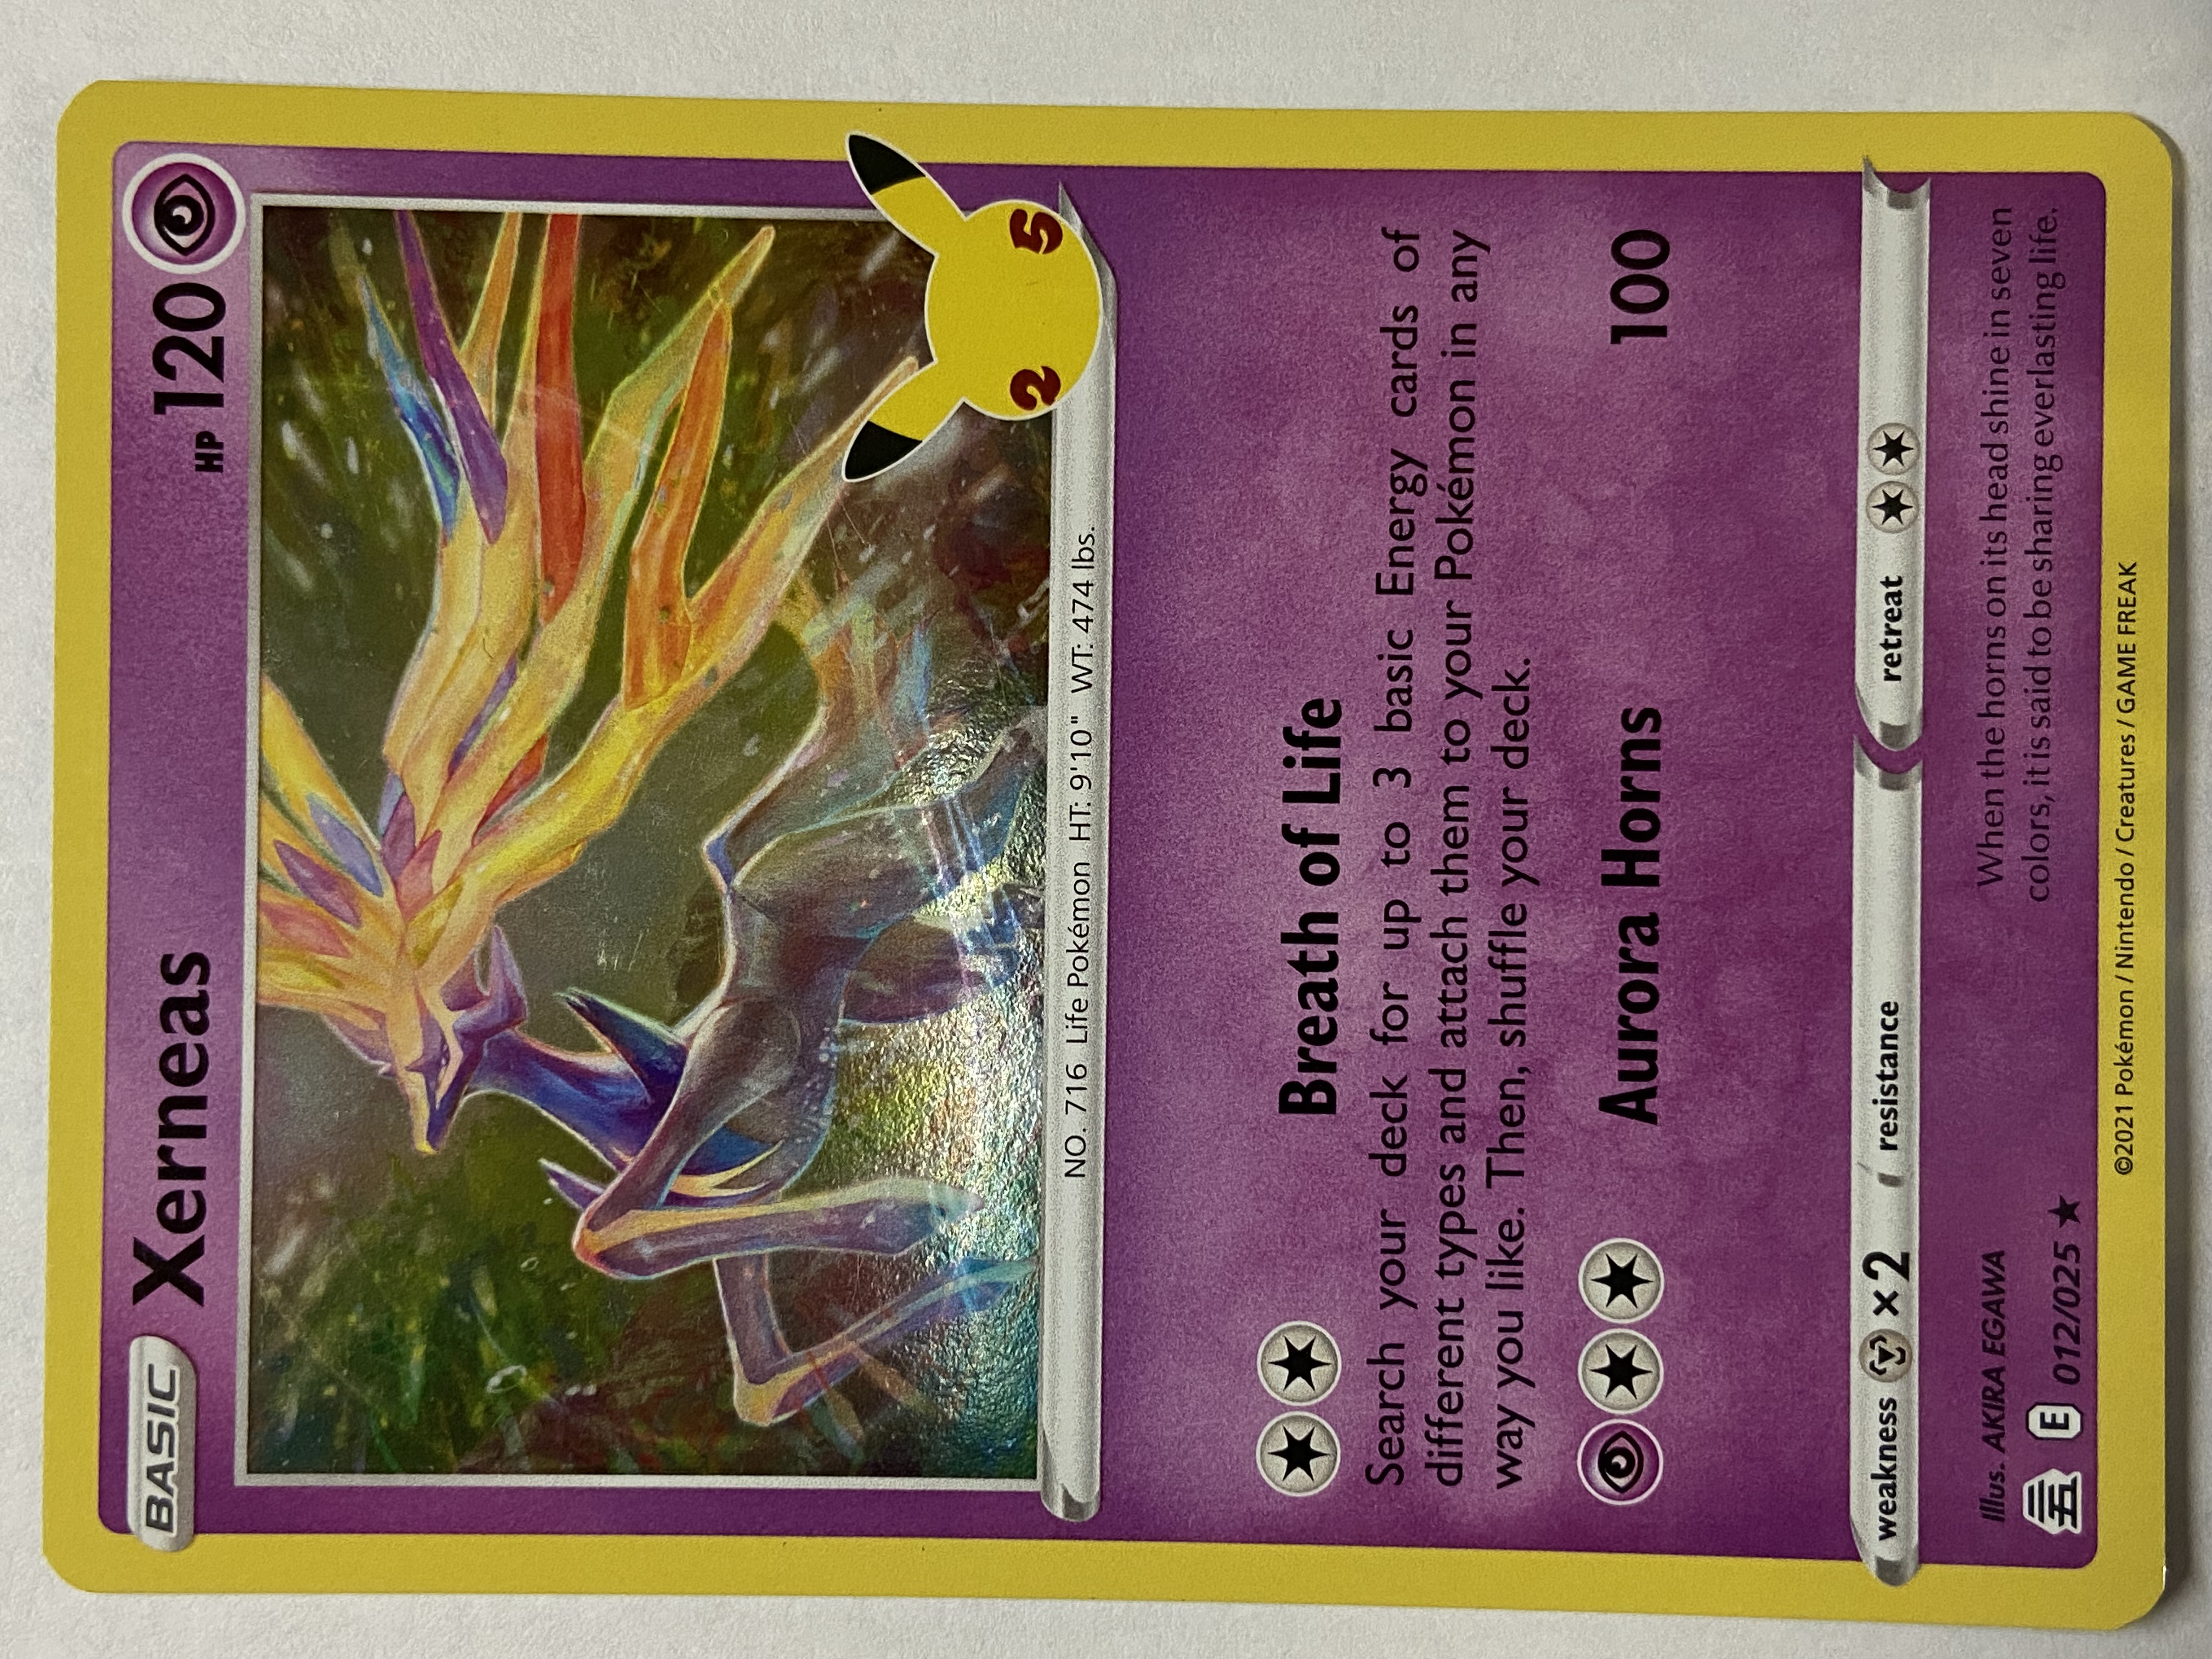 BASIC Xerneas HP 120
2 5
NO. 716 Life Pokémon HT: 9'10" WT: 474 lbs.
Breath of Life
Search your deck for up to 3 basic Energy cards of
different types and attach them to your Pokémon in any
way you like. Then, shuffle your deck.
Aurora Horns 100
weakness ×2 resistance retreat
Illus. AKIRA EGAWA
When the horns on its head shine in seven
colors, it is said to be sharing everlasting life.
E 012/025 ★
©2021 Pokémon / Nintendo / Creatures / GAME FREAK